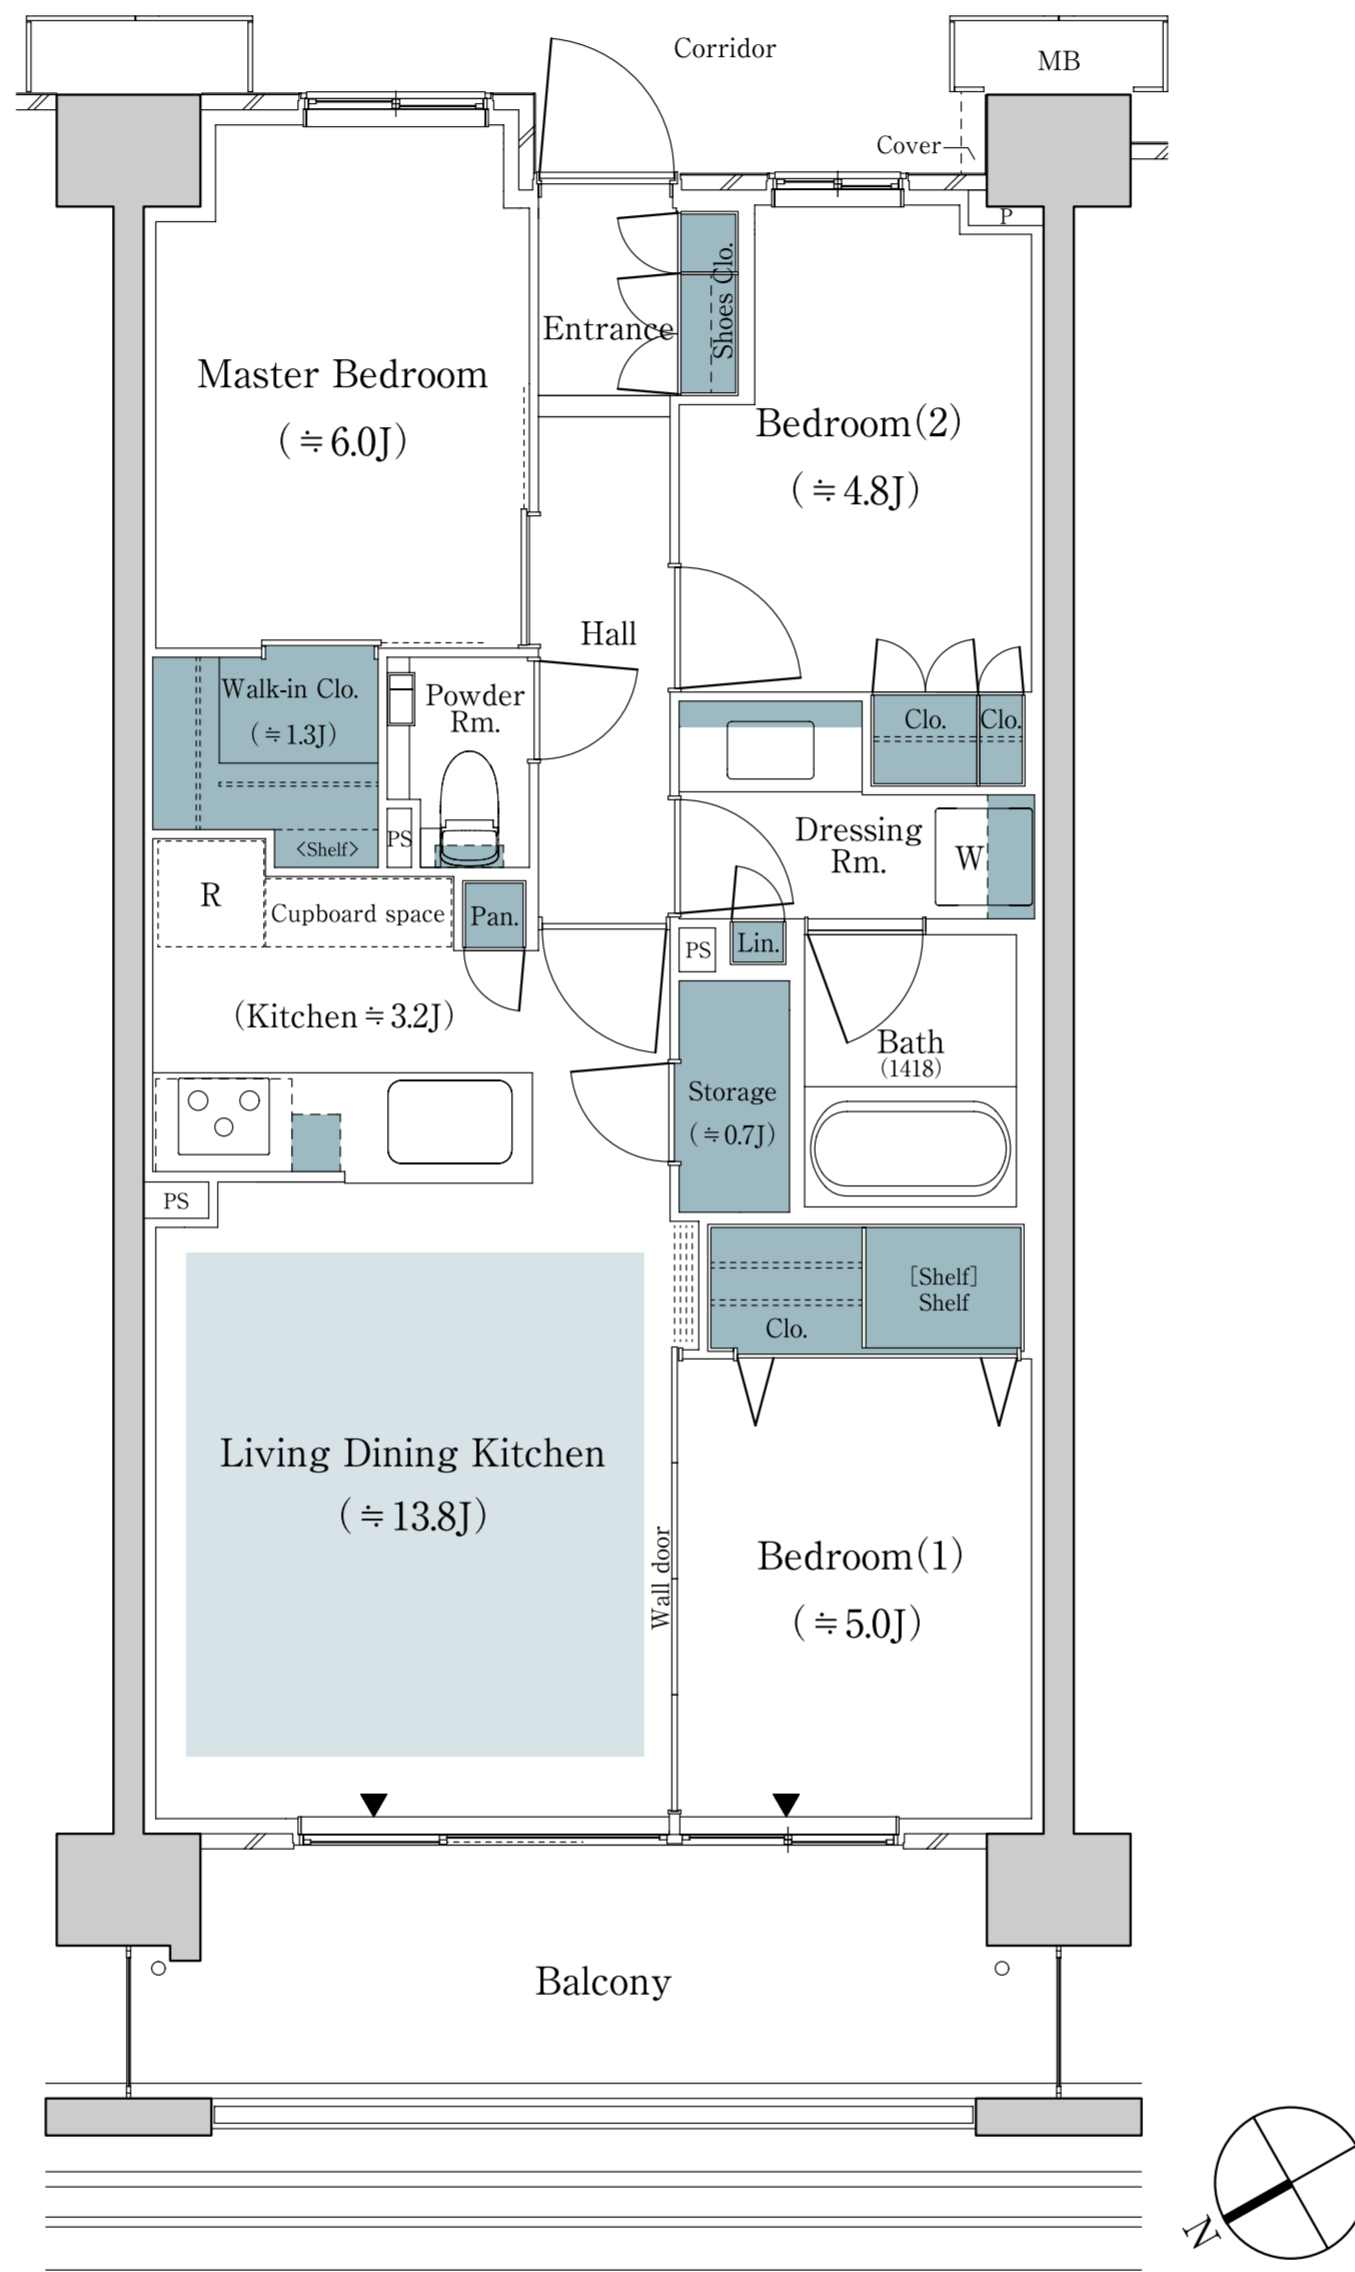 Corridor
MB
Cover
P
Shoes Clo.
Entrance
Master Bedroom
(≒6.0J)
Bedroom(2)
(≒4.8J)
Hall
Walk-in Clo.
(≒1.3J)
<Shelf>
Powder
Rm.
PS
Clo.
Clo.
Dressing
Rm.
W
R
Cupboard space
Pan.
PS
Lin.
(Kitchen≒3.2J)
Bath
(1418)
Storage
(≒0.7J)
PS
[Shelf]
Shelf
Clo.
Living Dining Kitchen
(≒13.8J)
Wall door
Bedroom(1)
(≒5.0J)
Balcony
N